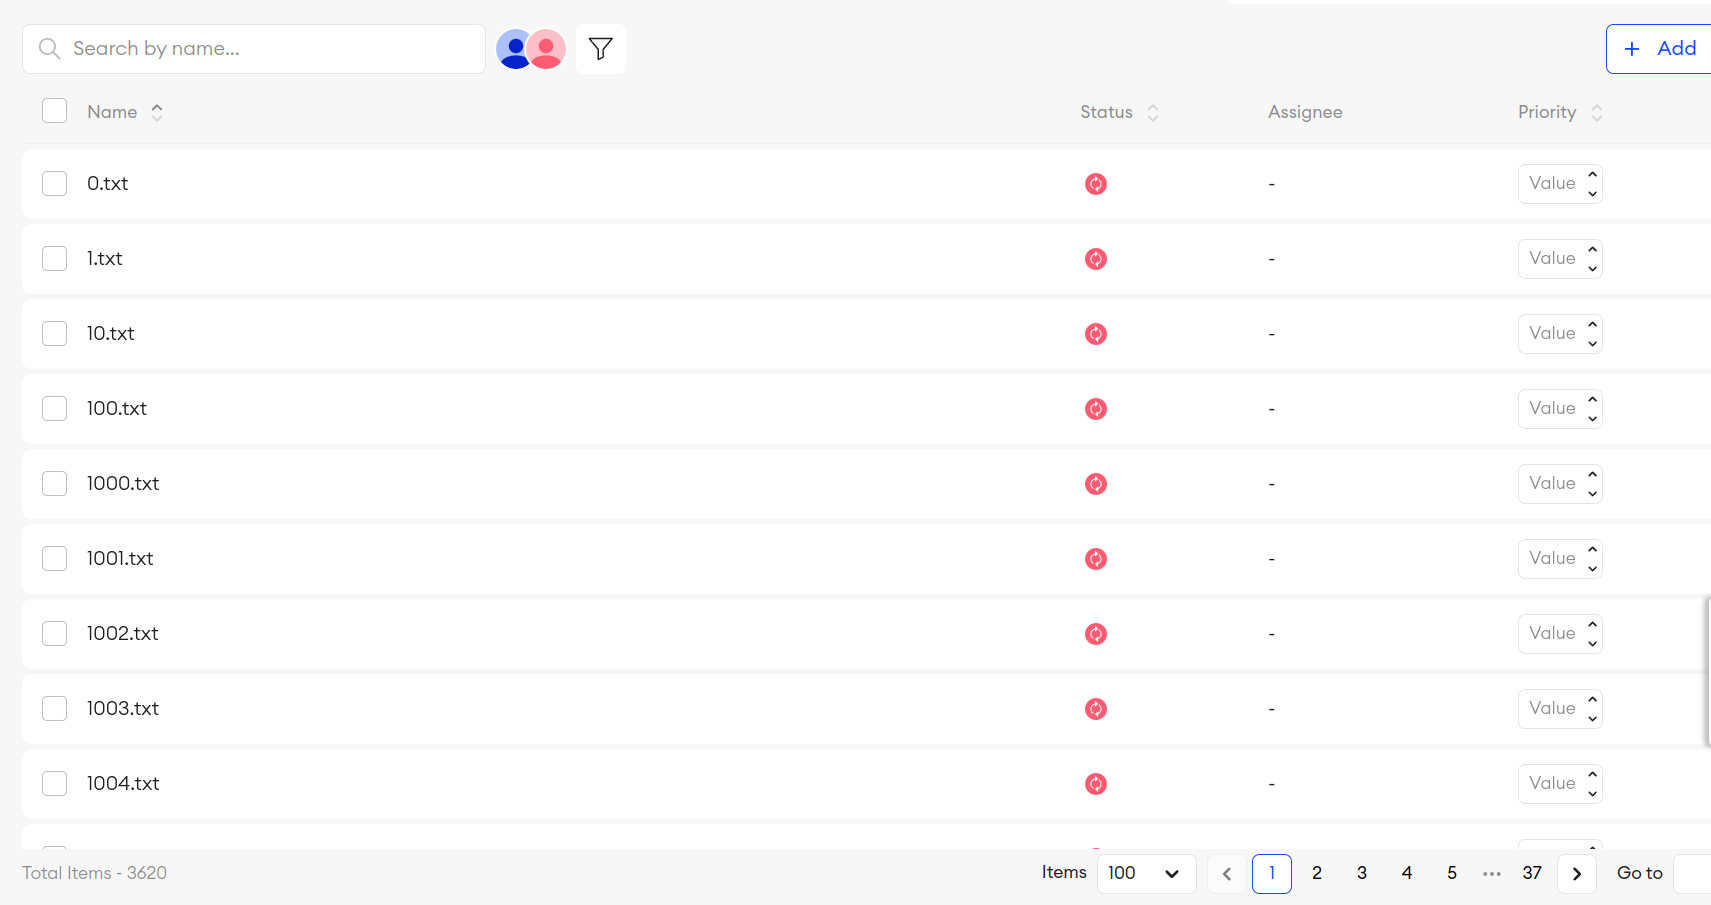 Search by name...
+ Add
Name Status Assignee Priority
0.txt - Value
1.txt - Value
10.txt - Value
100.txt - Value
1000.txt - Value
1001.txt - Value
1002.txt - Value
1003.txt - Value
1004.txt - Value
Total Items - 3620 Items 100 1 2 3 4 5 ••• 37 Go to